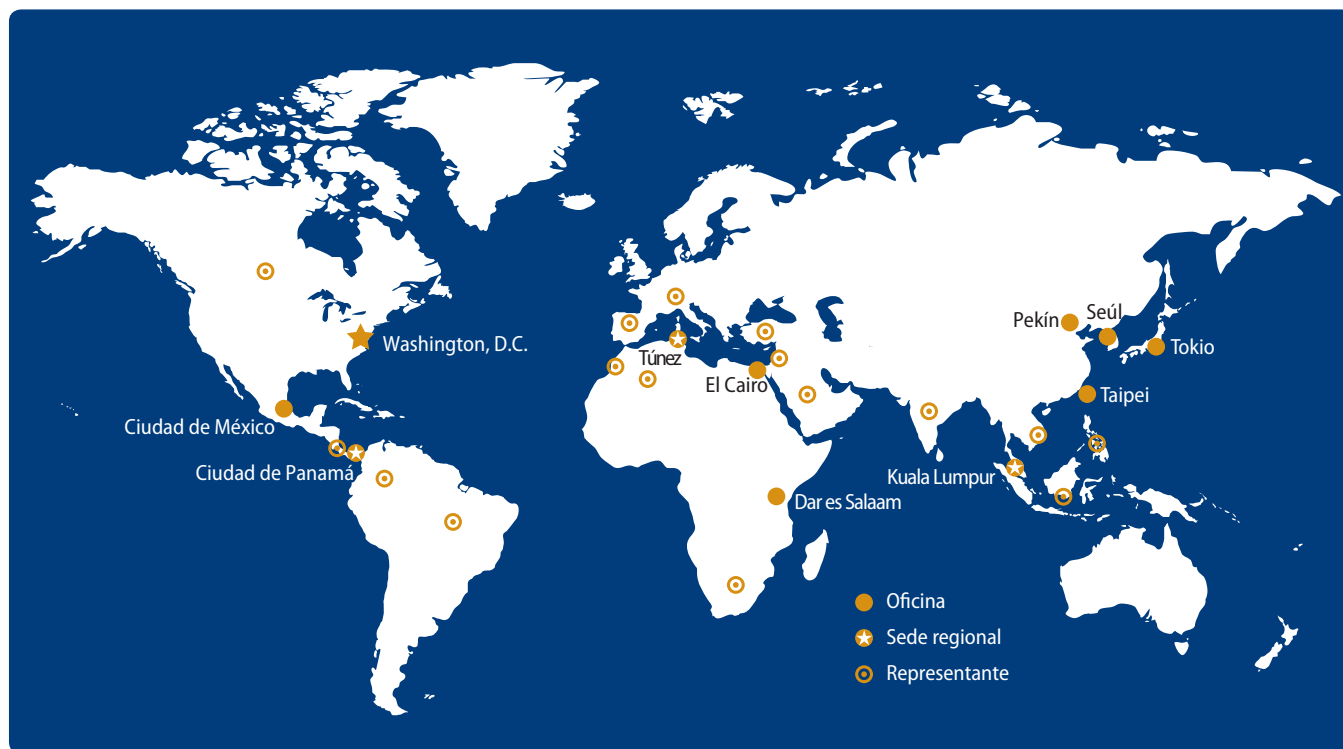 Washington, D.C.
Ciudad de México
Ciudad de Panamá
Túnez
El Cairo
Dar es Salaam
Pekín
Seúl
Tokio
Taipei
Kuala Lumpur
Oficina
Sede regional
Representante